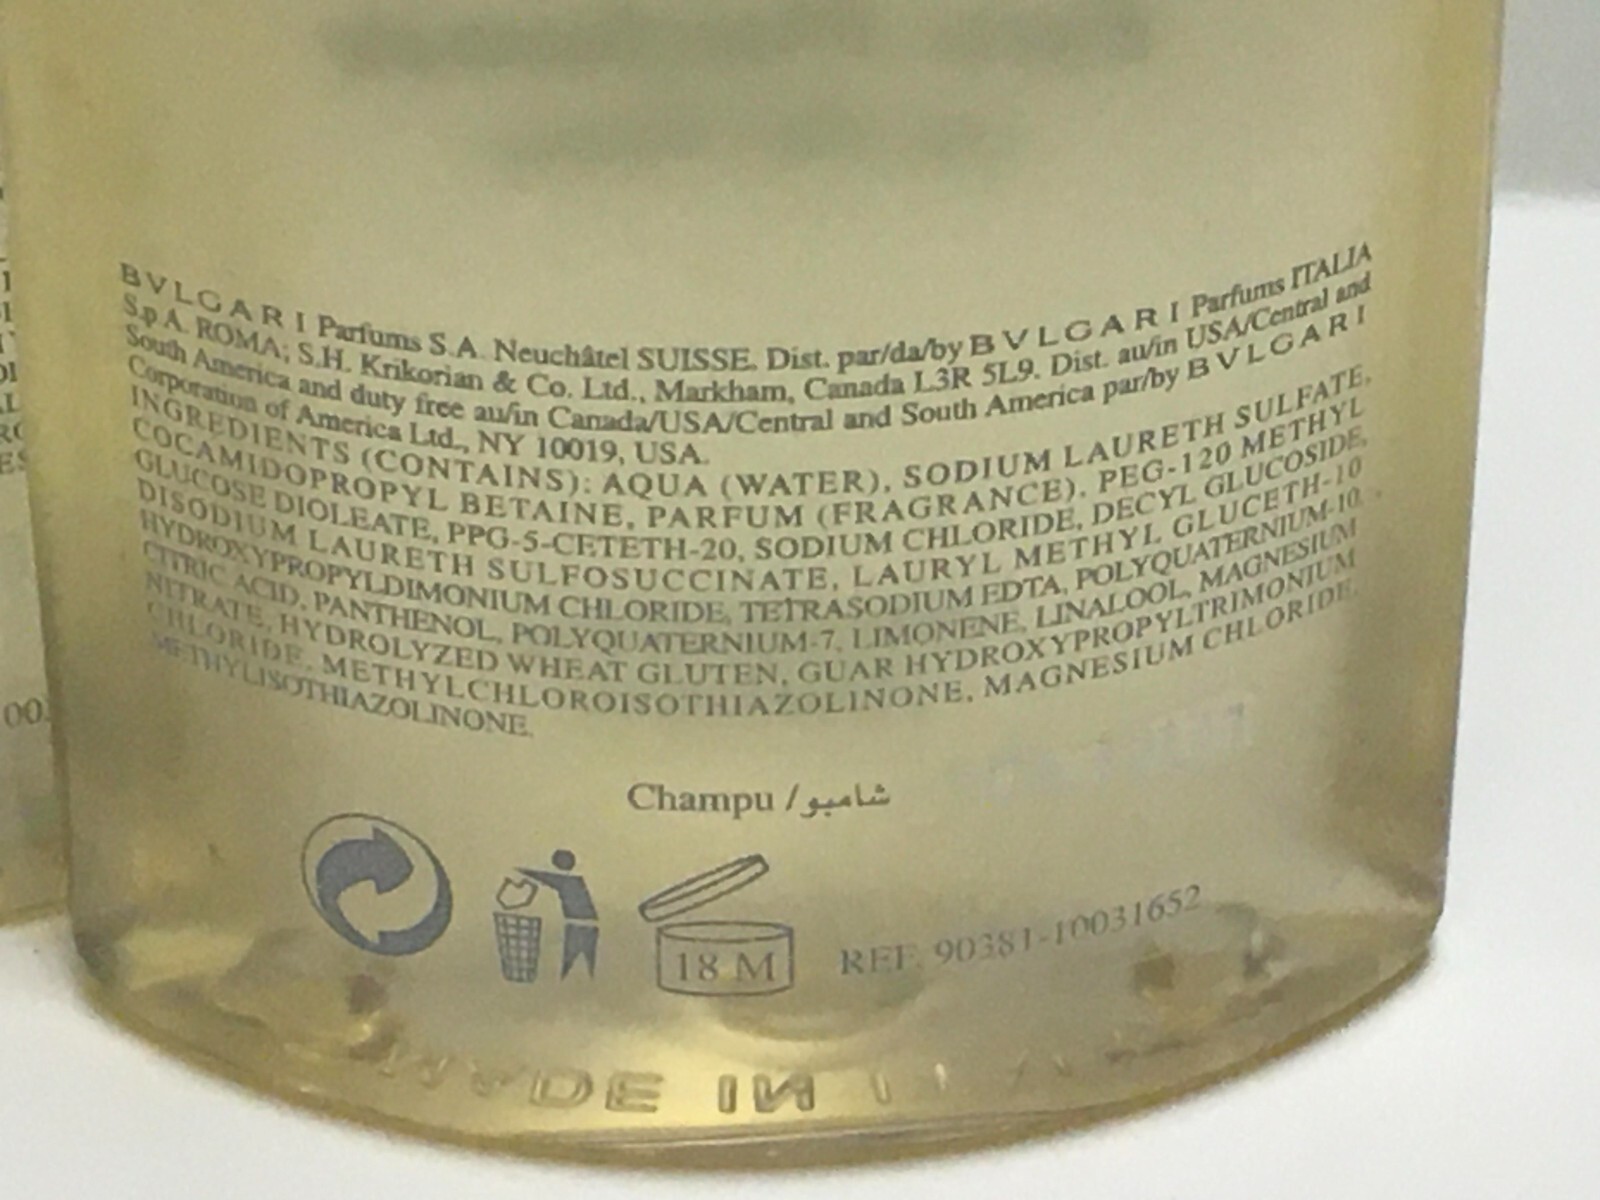 BVLGARI Parfums S.A. Neuchâtel SUISSE. Dist. par/da/by BVLGARI Parfums ITALIA
S.p.A. ROMA; S.H. Krikorian & Co. Ltd., Markham, Canada L3R 5L9. Dist. au/in USA/Central and
South America and duty free au/in Canada/USA/Central and South America par/by BVLGARI
Corporation of America Ltd., NY 10019, USA.
INGREDIENTS (CONTAINS): AQUA (WATER), SODIUM LAURETH SULFATE,
COCAMIDOPROPYL BETAINE, PARFUM (FRAGRANCE), PEG-120 METHYL
GLUCOSE DIOLEATE, PPG-5-CETETH-20, SODIUM CHLORIDE, DECYL GLUCOSIDE,
DISODIUM LAURETH SULFOSUCCINATE, LAURYL METHYL GLUCETH-10
HYDROXYPROPYLDIMONIUM CHLORIDE, TETRASODIUM EDTA, POLYQUATERNIUM-10,
CITRIC ACID, PANTHENOL, POLYQUATERNIUM-7, LIMONENE, LINALOOL, MAGNESIUM
NITRATE, HYDROLYZED WHEAT GLUTEN, GUAR HYDROXYPROPYLTRIMONIUM
CHLORIDE, METHYLCHLOROISOTHIAZOLINONE, MAGNESIUM CHLORIDE,
METHYLISOTHIAZOLINONE.
Champu / شامبو
18 M
REF. 90381-10031652
MADE IN